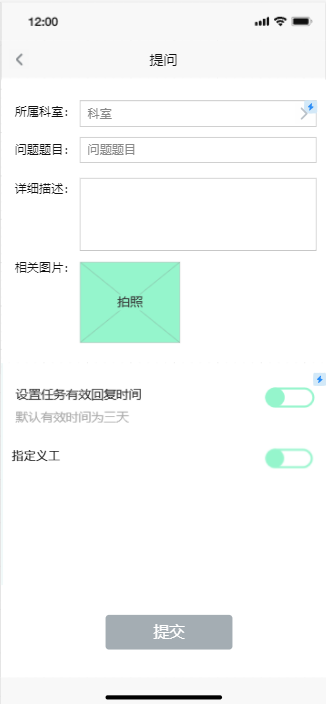 12:00
提问
所属科室：
科室
问题题目：
问题题目
详细描述：
相关图片：
拍照
设置任务有效回复时间
默认有效时间为三天
指定义工
提交